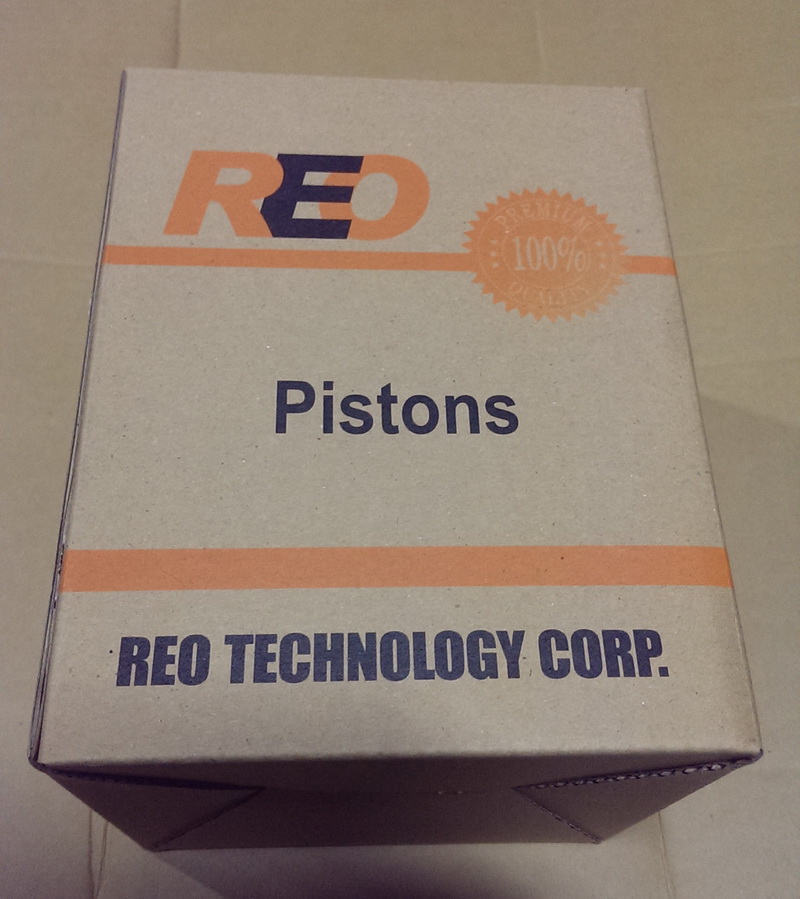 REO
PREMIUM
100%
QUALITY
Pistons
REO TECHNOLOGY CORP.